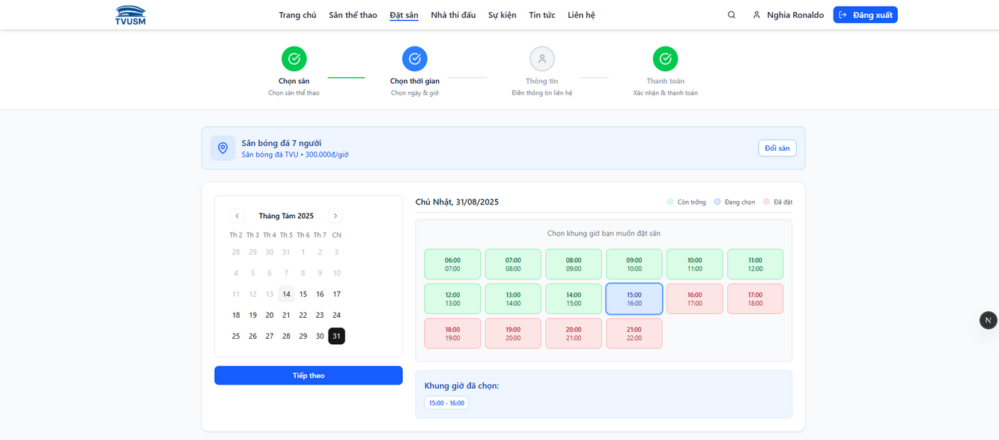 TVUSM
Trang chủ Sân thể thao Đặt sân Nhà thi đấu Sự kiện Tin tức Liên hệ Nghia Ronaldo Đăng xuất
Chọn sân Chọn thời gian Thông tin Thanh toán
Chọn sân thể thao Chọn ngày & giờ Điền thông tin liên hệ Xác nhận & thanh toán
Sân bóng đá 7 người
Sân bóng đá TVU • 300.000đ/giờ
Đổi sân
Tháng Tám 2025
Th 2 Th 3 Th 4 Th 5 Th 6 Th 7 CN
28 29 30 31 1 2 3
4 5 6 7 8 9 10
11 12 13 14 15 16 17
18 19 20 21 22 23 24
25 26 27 28 29 30 31
Tiếp theo
Chủ Nhật, 31/08/2025 Còn trống Đang chọn Đã đặt
Chọn khung giờ bạn muốn đặt sân
06:00 07:00 08:00 09:00 10:00 11:00
07:00 08:00 09:00 10:00 11:00 12:00
12:00 13:00 14:00 15:00 16:00 17:00
13:00 14:00 15:00 16:00 17:00 18:00
18:00 19:00 20:00 21:00
19:00 20:00 21:00 22:00
Khung giờ đã chọn:
15:00 - 16:00
N